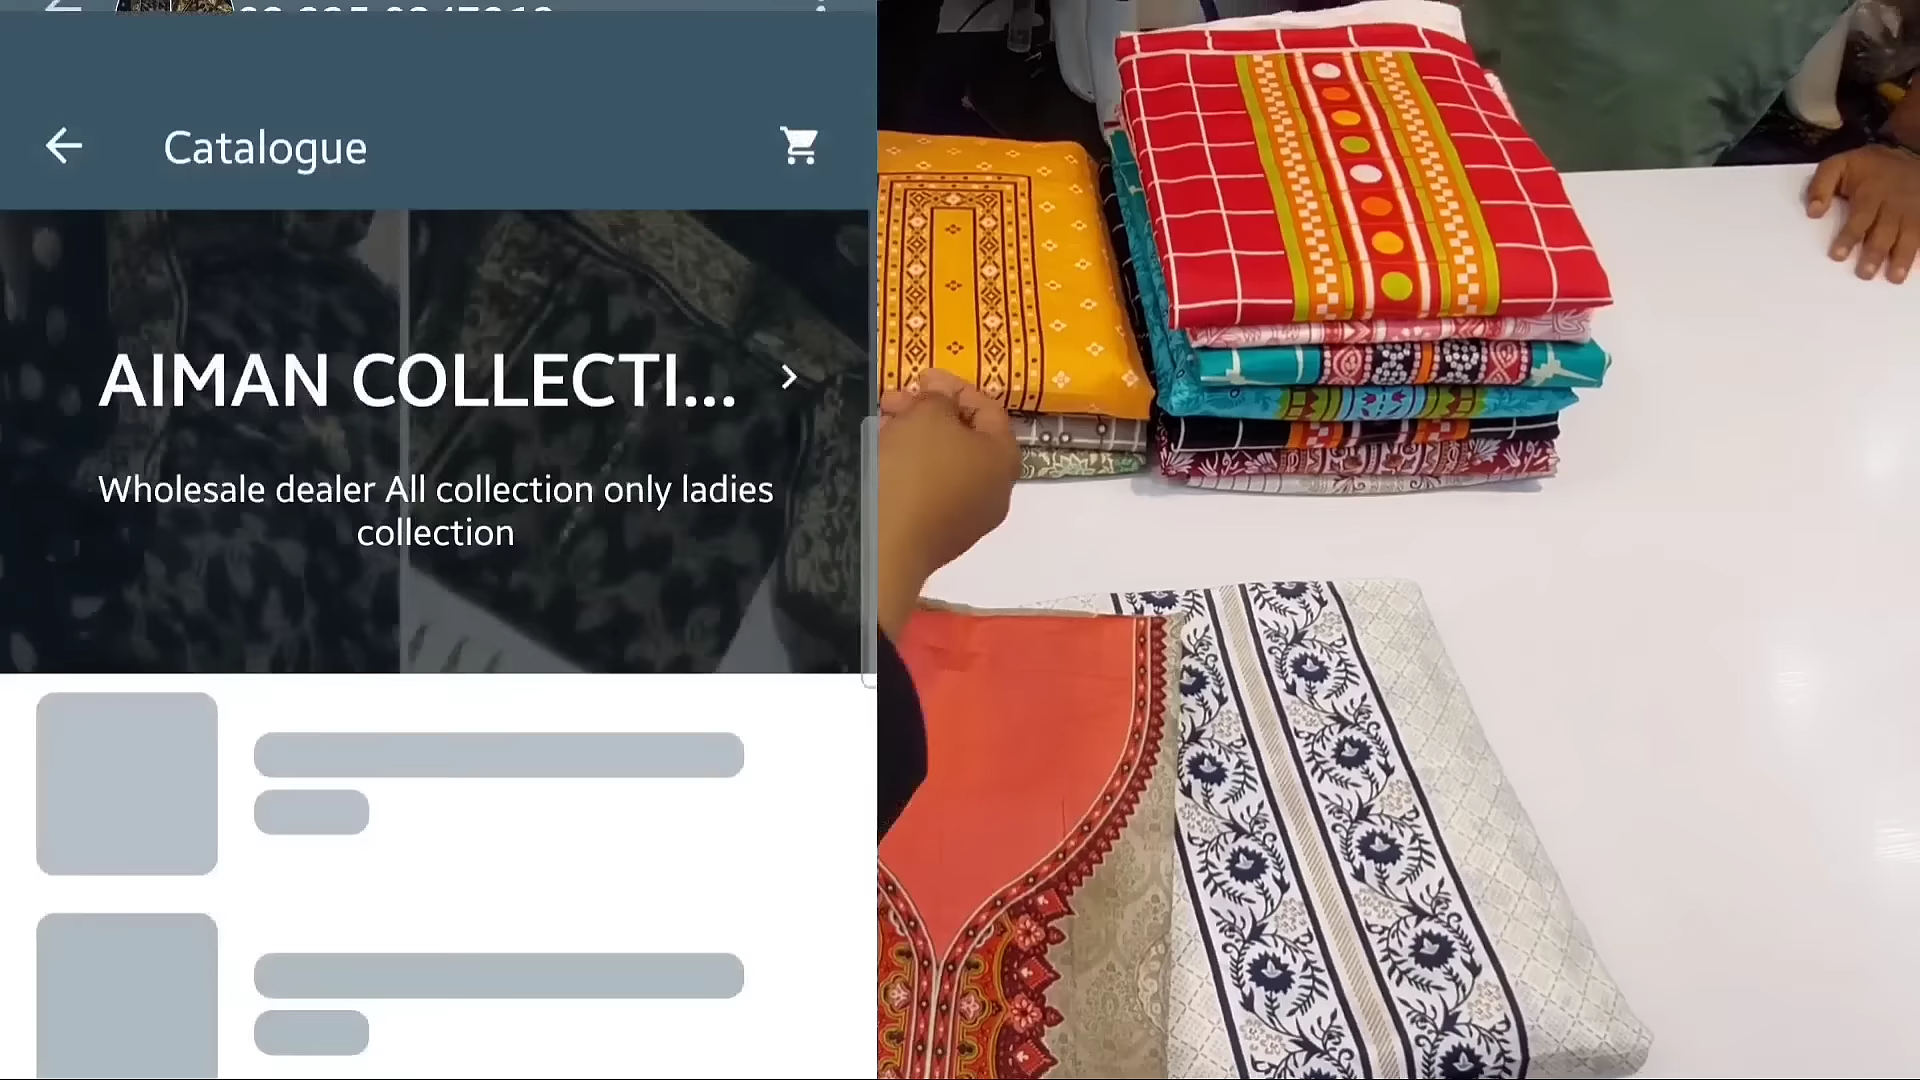 Catalogue
AIMAN COLLECTI...
Wholesale dealer All collection only ladies
collection